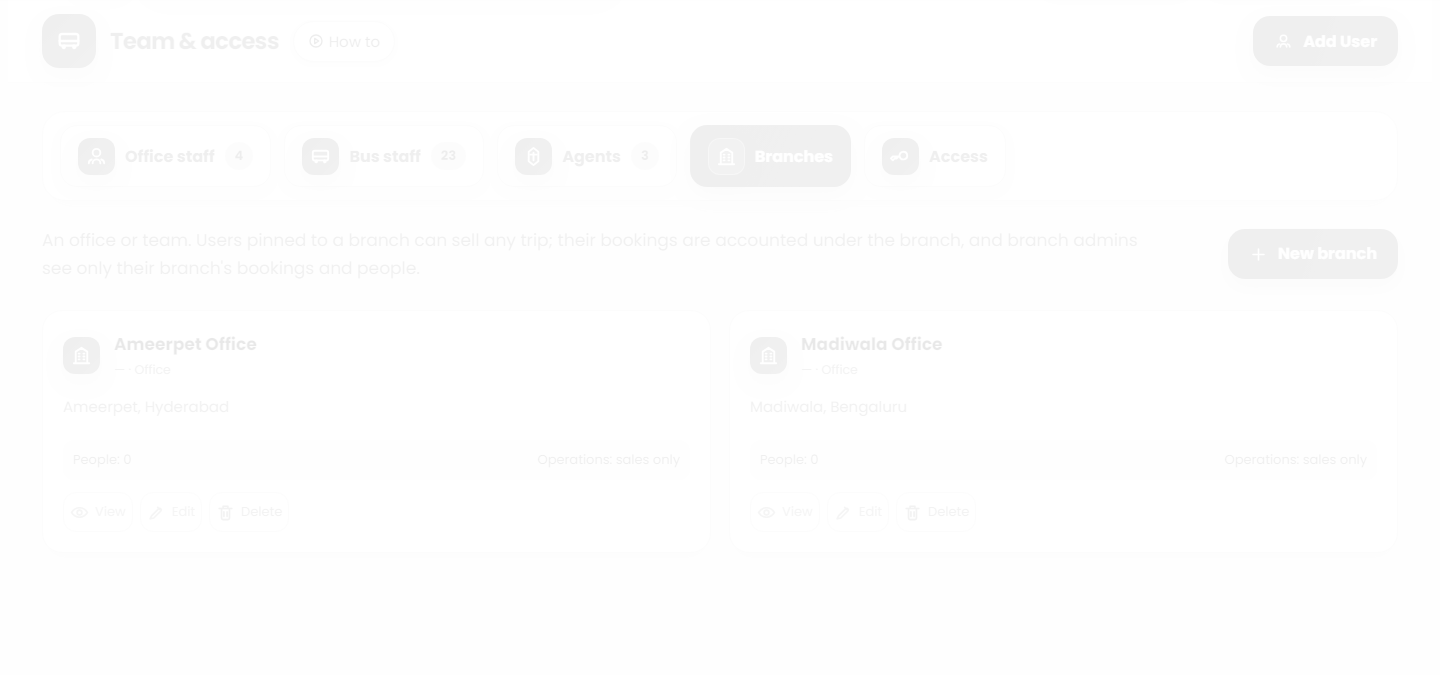 Team & access
How to
Add User
Office staff 4
Bus staff 23
Agents 3
Branches
Access
An office or team. Users pinned to a branch can sell any trip; their bookings are accounted under the branch, and branch admins
see only their branch's bookings and people.
New branch
Ameerpet Office
— · Office
Ameerpet, Hyderabad
People: 0
Operations: sales only
View
Edit
Delete
Madiwala Office
— · Office
Madiwala, Bengaluru
People: 0
Operations: sales only
View
Edit
Delete